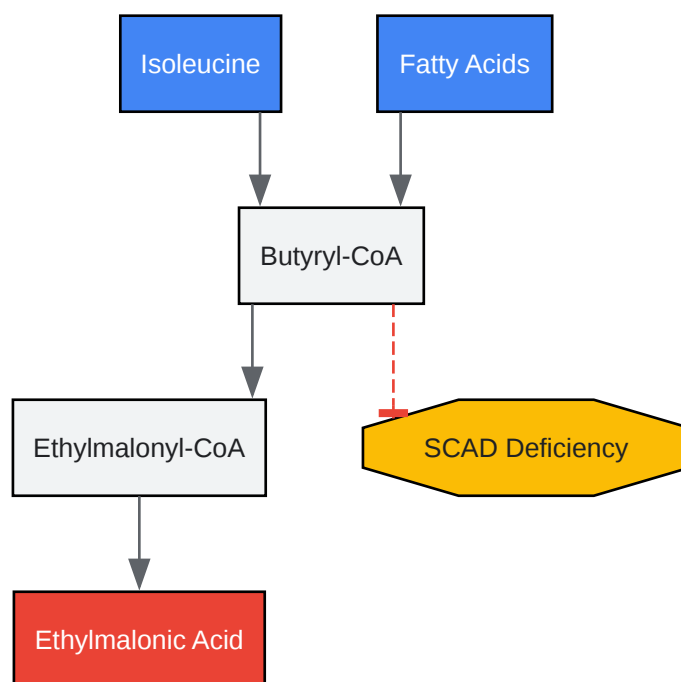 Isoleucine
Fatty Acids
Butyryl-CoA
Ethylmalonyl-CoA
SCAD Deficiency
Ethylmalonic Acid